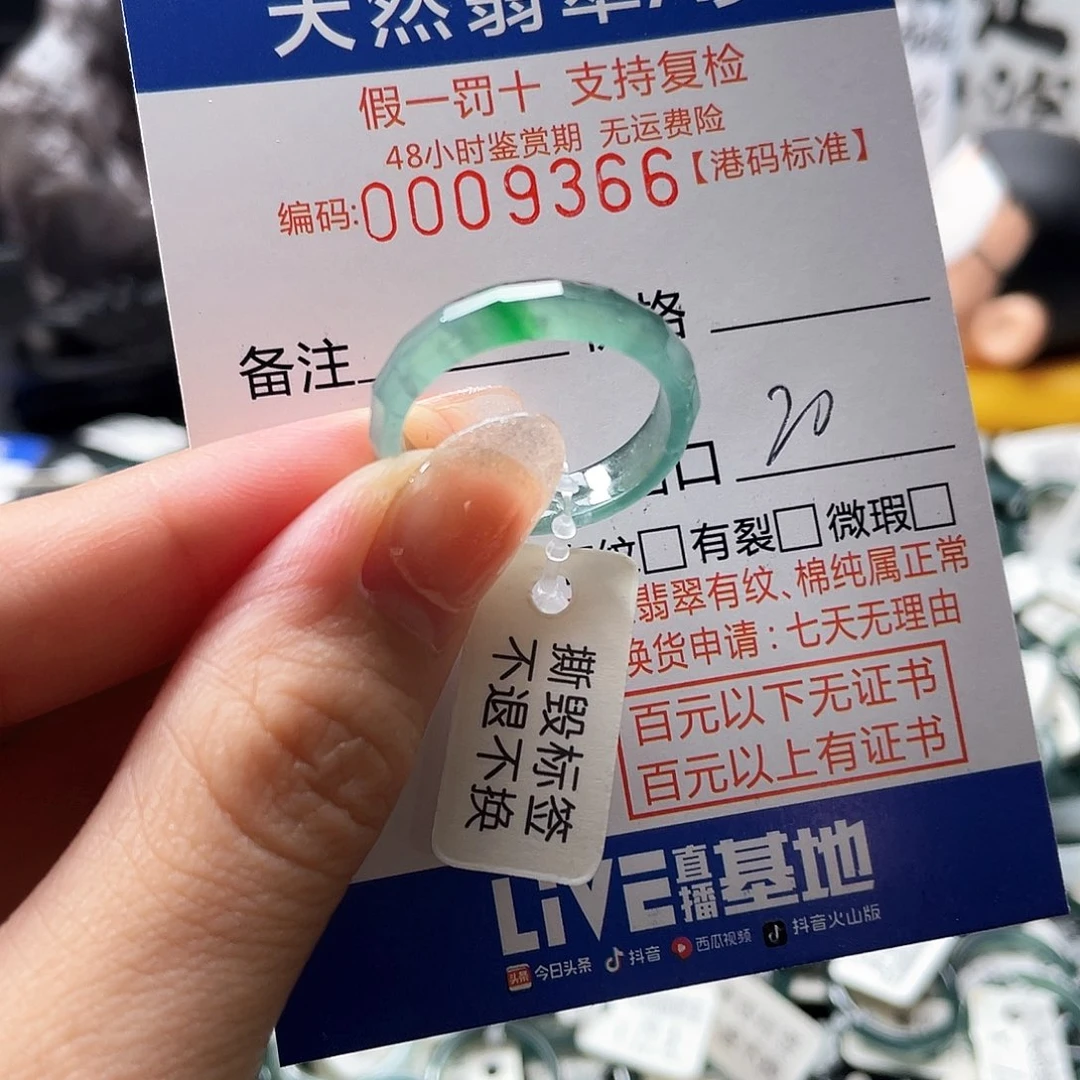 天然翡翠
假一罚十 支持复检
48小时鉴赏期 无运费险
编码:0009366【港码标准】
备注 格
口 20
纹□有裂□微瑕□
翡翠有纹、棉纯属正常
换货申请:七天无理由
百元以下无证书
百元以上有证书
撕毁标签
不退不换
LIVE直播基地
头条 今日头条 抖音 西瓜视频 抖音火山版